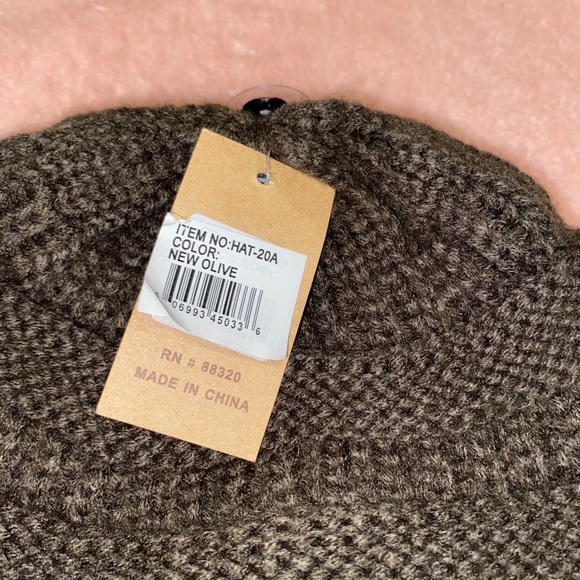 ITEM NO:HAT-20A
COLOR:
NEW OLIVE
06993 45033 6
RN # 88320
MADE IN CHINA